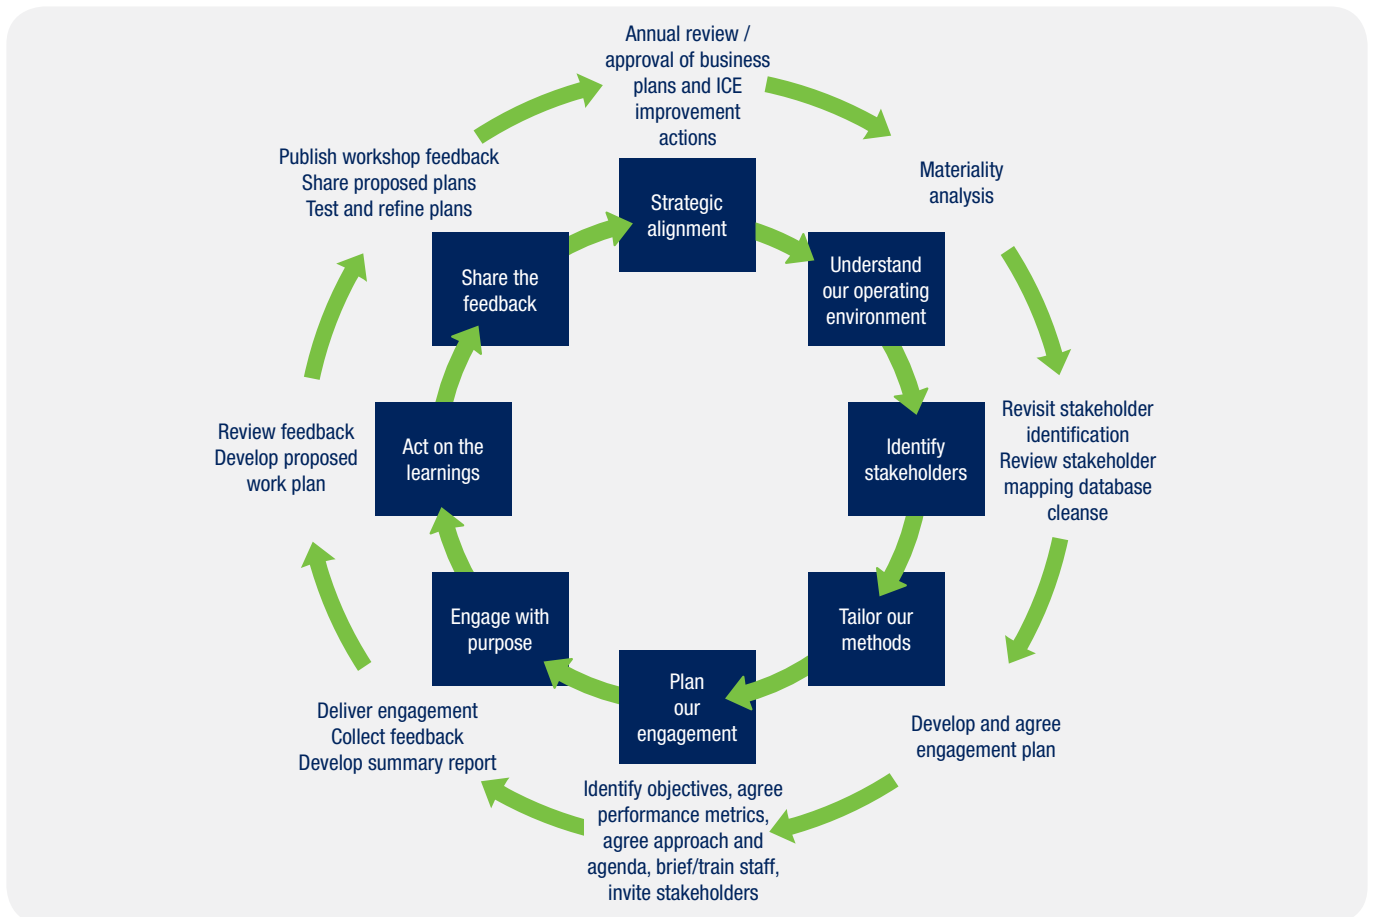 Annual review /
approval of business
plans and ICE
improvement
actions
Strategic
alignment
Materiality
analysis
Understand
our operating
environment
Revisit stakeholder
identification
Review stakeholder
mapping database
cleanse
Identify
stakeholders
Develop and agree
engagement plan
Tailor our
methods
Plan
our
engagement
Identify objectives, agree
performance metrics,
agree approach and
agenda, brief/train staff,
invite stakeholders
Engage with
purpose
Deliver engagement
Collect feedback
Develop summary report
Act on the
learnings
Review feedback
Develop proposed
work plan
Share the
feedback
Publish workshop feedback
Share proposed plans
Test and refine plans